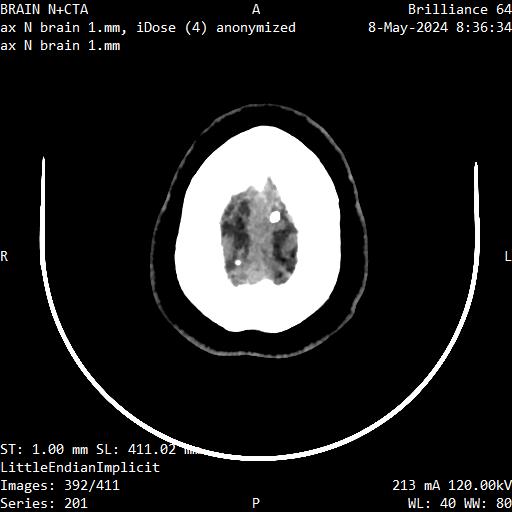 BRAIN N+CTA A Brilliance 64
ax N brain 1.mm, iDose (4) anonymized 8-May-2024 8:36:34
ax N brain 1.mm
R L
ST: 1.00 mm SL: 411.02 mm
LittleEndianImplicit
Images: 392/411 213 mA 120.00kV
Series: 201 P WL: 40 WW: 80